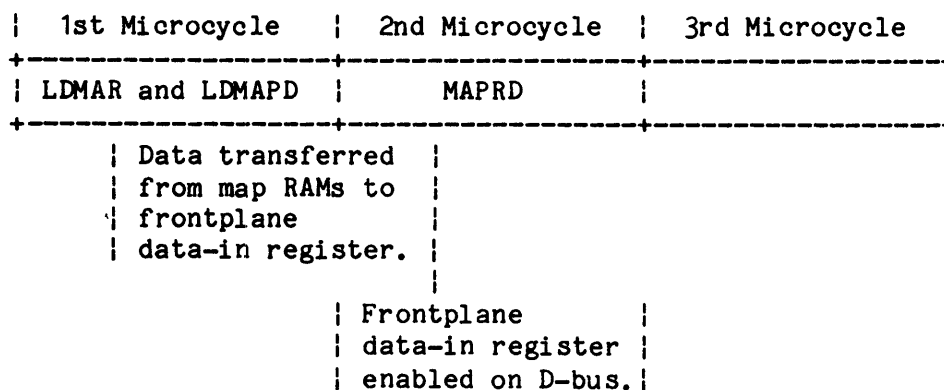 | 1st Microcycle | 2nd Microcycle | 3rd Microcycle
+--------------------+--------------------+--------------------
| LDMAR and LDMAPD | MAPRD |
+--------------------+--------------------+--------------------
| Data transferred |
| from map RAMs to |
| frontplane |
| data-in register. |
|
| Frontplane |
| data-in register |
| enabled on D-bus. |